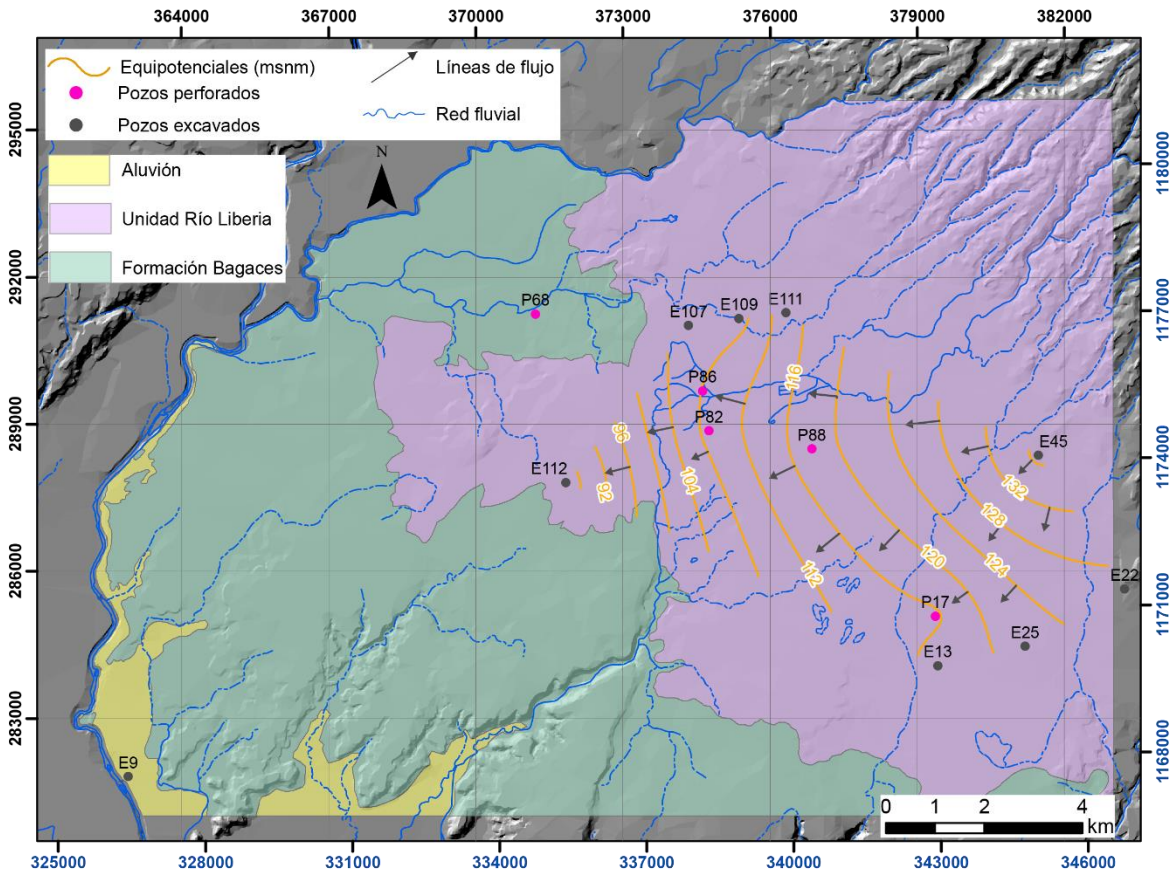 364000 367000 370000 373000 376000 379000 382000
Equipotenciales (msnm)
Líneas de flujo
Pozos perforados
Pozos excavados
Red fluvial
Aluvión
Unidad Río Liberia
Formación Bagaces
N
295000
292000
289000
286000
283000
1180000
1177000
1174000
1171000
1168000
P68
E107
E109
E111
116
P86
P82
P88
96
E45
E112
92
104
132
128
112
120
124
E22
P17
E25
E13
E9
0 1 2 4
km
325000 328000 331000 334000 337000 340000 343000 346000